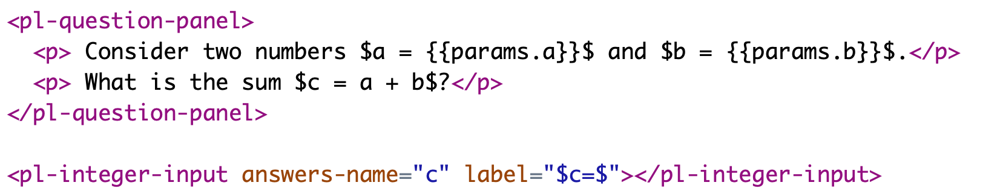 <pl-question-panel>
  <p> Consider two numbers $a = {{params.a}}$ and $b = {{params.b}}$.</p>
  <p> What is the sum $c = a + b$?</p>
</pl-question-panel>

<pl-integer-input answers-name="c" label="$c=$"></pl-integer-input>